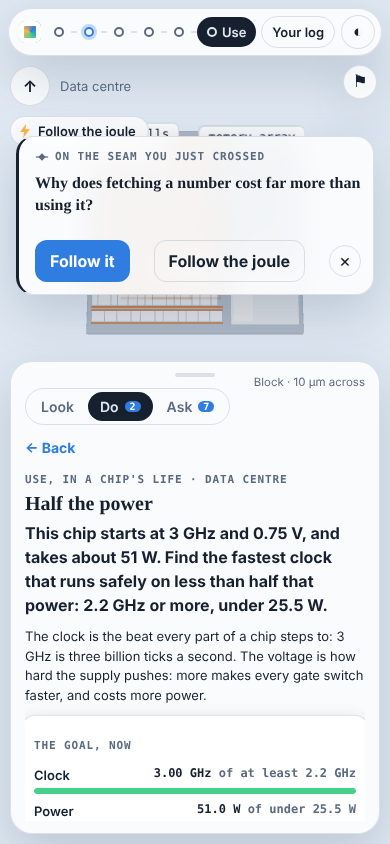 Use
Your log
Data centre
Follow the joule
ON THE SEAM YOU JUST CROSSED
Why does fetching a number cost far more than
using it?
Follow it
Follow the joule
Block · 10 µm across
Look
Do 2
Ask 7
← Back
USE, IN A CHIP'S LIFE · DATA CENTRE
Half the power
This chip starts at 3 GHz and 0.75 V, and
takes about 51 W. Find the fastest clock
that runs safely on less than half that
power: 2.2 GHz or more, under 25.5 W.
The clock is the beat every part of a chip steps to: 3
GHz is three billion ticks a second. The voltage is how
hard the supply pushes: more makes every gate switch
faster, and costs more power.
THE GOAL, NOW
Clock
3.00 GHz of at least 2.2 GHz
Power
51.0 W of under 25.5 W